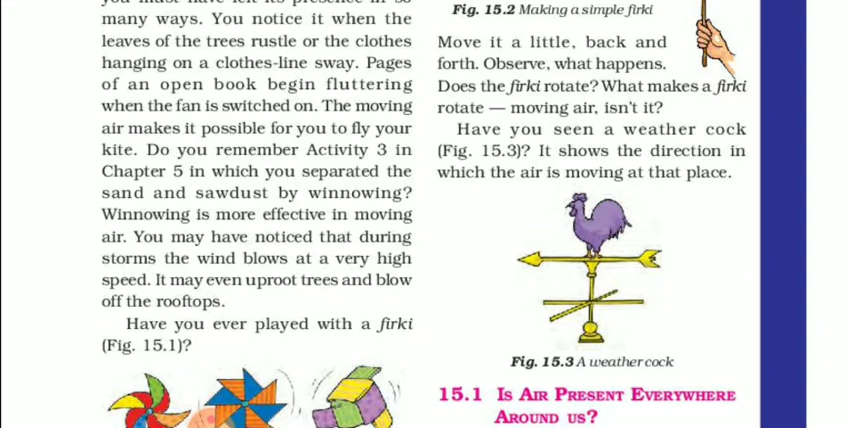 many ways. You notice it when the
leaves of the trees rustle or the clothes
hanging on a clothes-line sway. Pages
of an open book begin fluttering
when the fan is switched on. The moving
air makes it possible for you to fly your
kite. Do you remember Activity 3 in
Chapter 5 in which you separated the
sand and sawdust by winnowing?
Winnowing is more effective in moving
air. You may have noticed that during
storms the wind blows at a very high
speed. It may even uproot trees and blow
off the rooftops.
Have you ever played with a firki
(Fig. 15.1)?
Fig. 15.2 Making a simple firki
Move it a little, back and
forth. Observe, what happens.
Does the firki rotate? What makes a firki
rotate — moving air, isn't it?
Have you seen a weather cock
(Fig. 15.3)? It shows the direction in
which the air is moving at that place.
Fig. 15.3 A weather cock
15.1 IS AIR PRESENT EVERYWHERE
AROUND US?